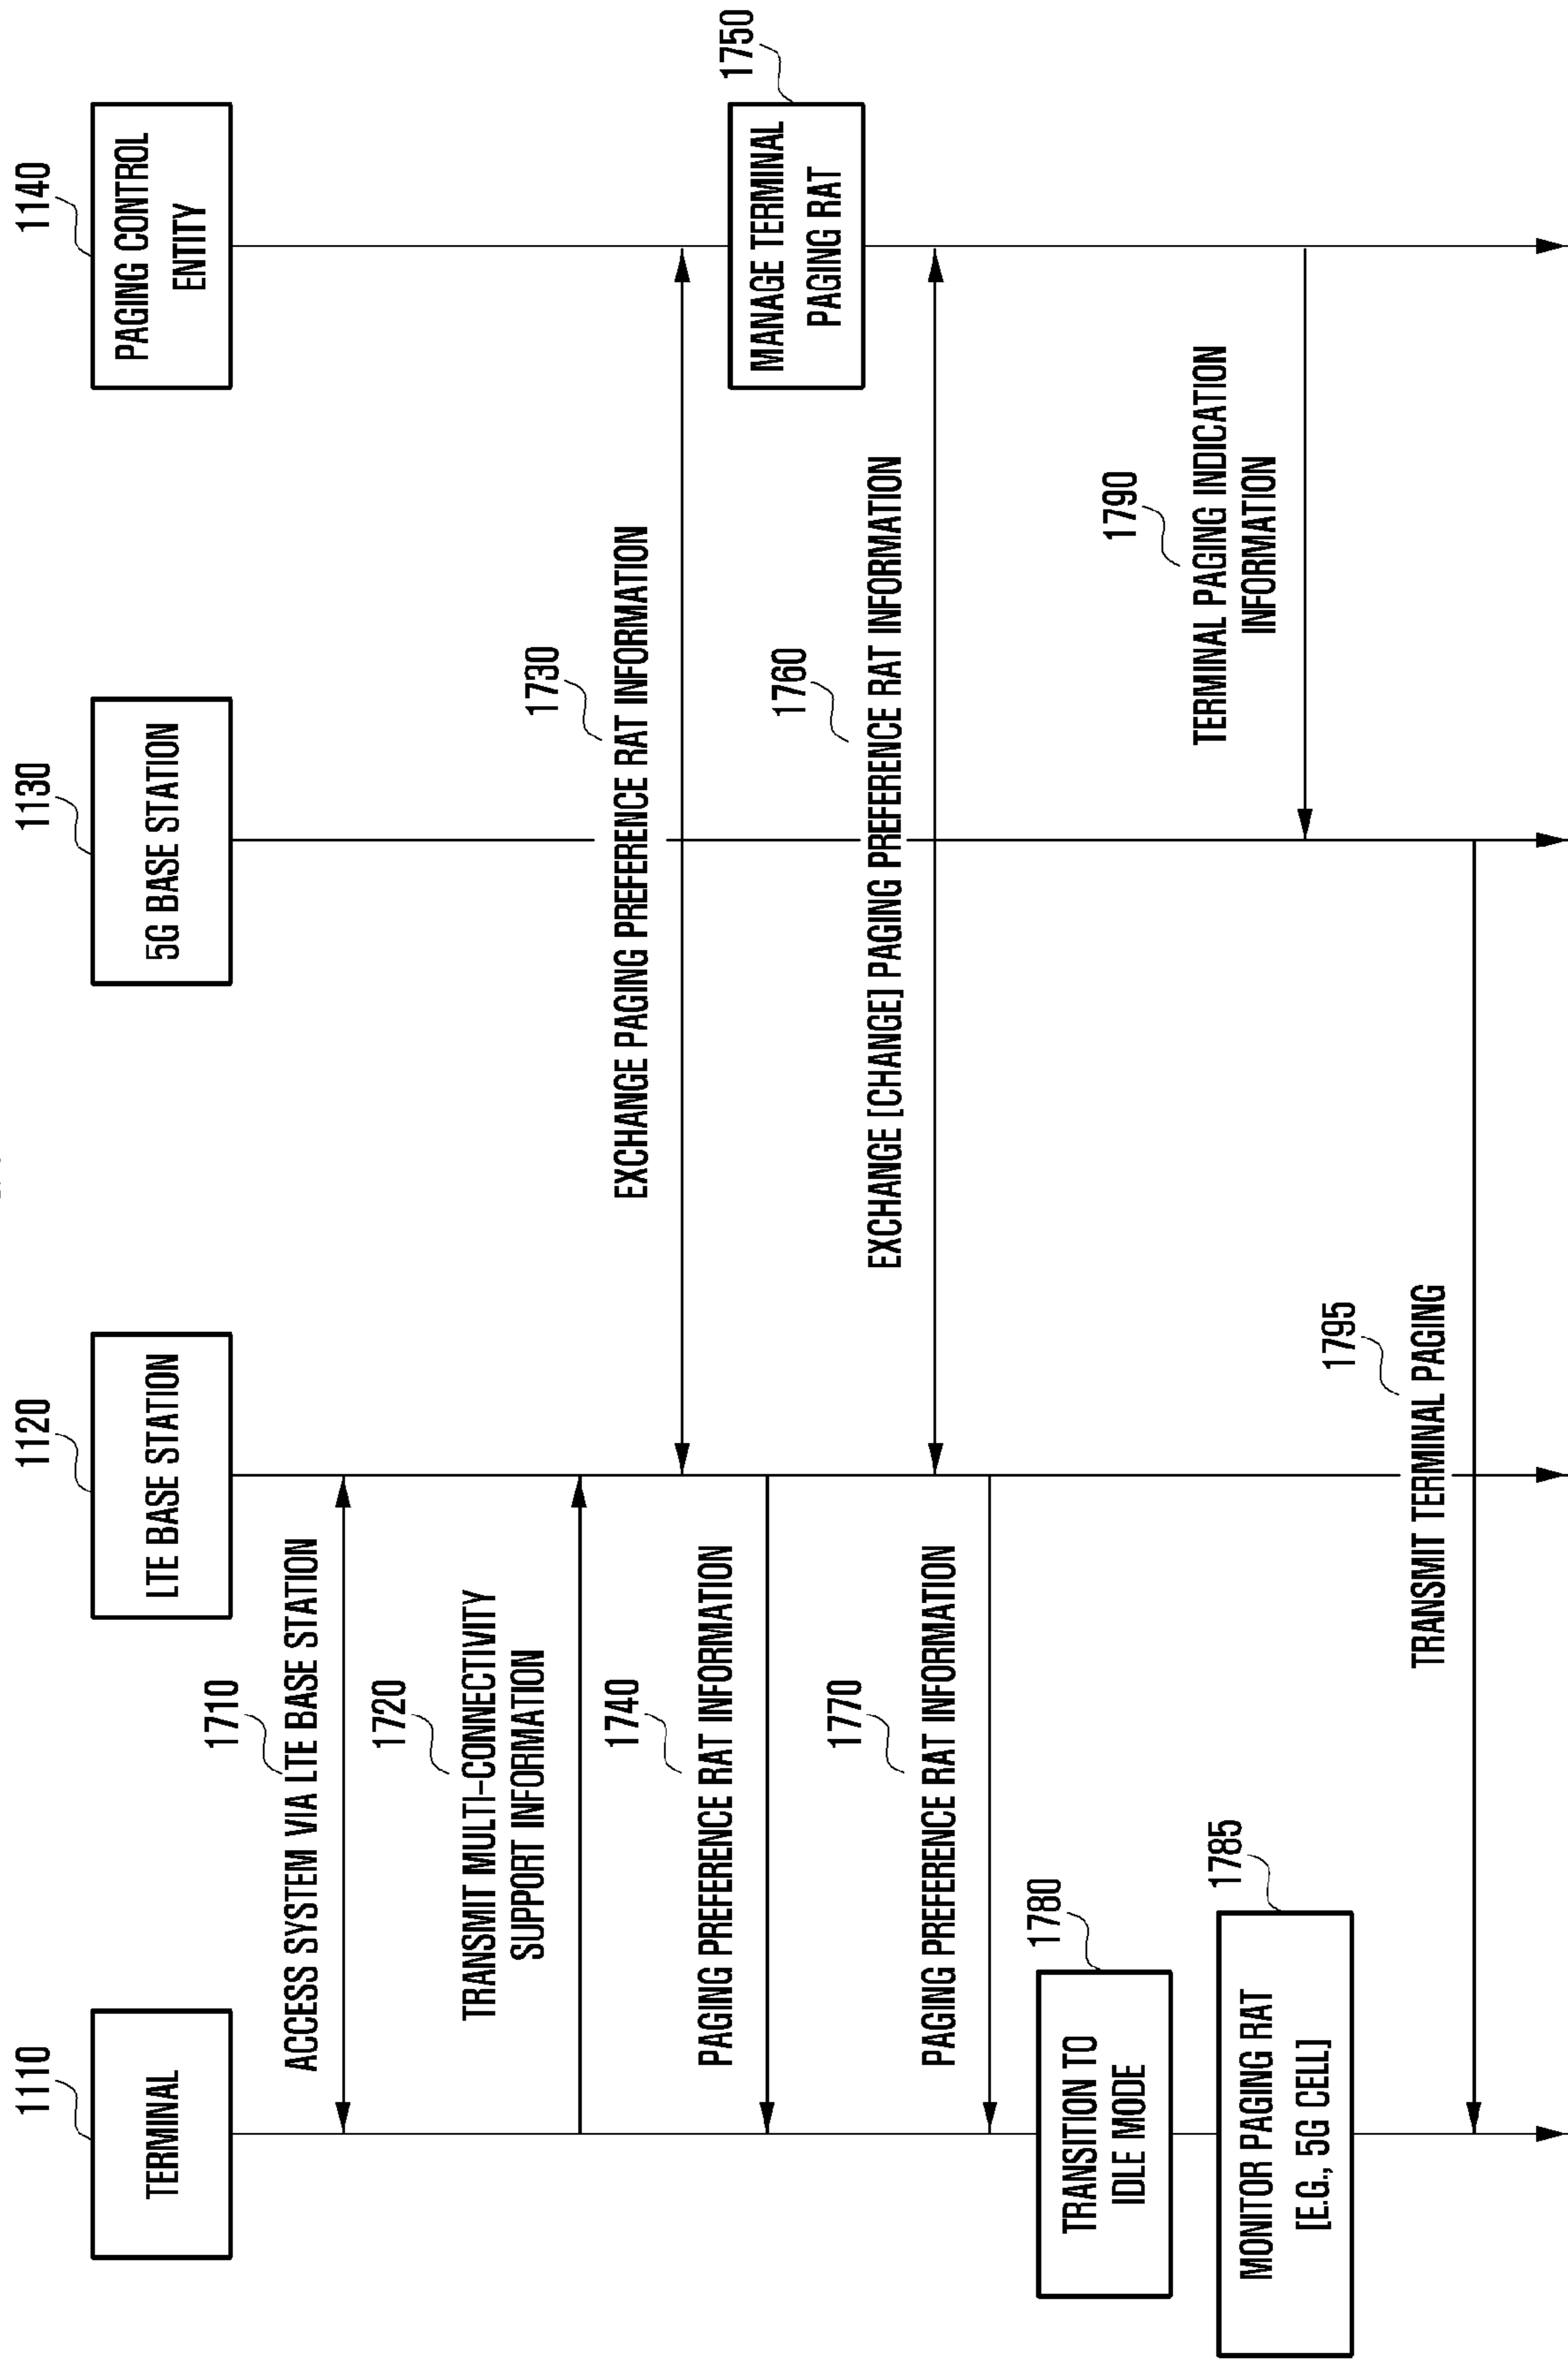 1110
TERMINAL
1120
LTE BASE STATION
1130
5G BASE STATION
1140
PAGING CONTROL
ENTITY
1710
ACCESS SYSTEM VIA LTE BASE STATION
1720
TRANSMIT MULTI-CONNECTIVITY
SUPPORT INFORMATION
1730
EXCHANGE PAGING PREFERENCE RAT INFORMATION
1740
PAGING PREFERENCE RAT INFORMATION
1750
MANAGE TERMINAL
PAGING RAT
1760
EXCHANGE [CHANGE] PAGING PREFERENCE RAT INFORMATION
1770
PAGING PREFERENCE RAT INFORMATION
1780
TRANSITION TO
IDLE MODE
1785
MONITOR PAGING RAT
[E.G., 5G CELL]
1790
TERMINAL PAGING INDICATION
INFORMATION
1795
TRANSMIT TERMINAL PAGING